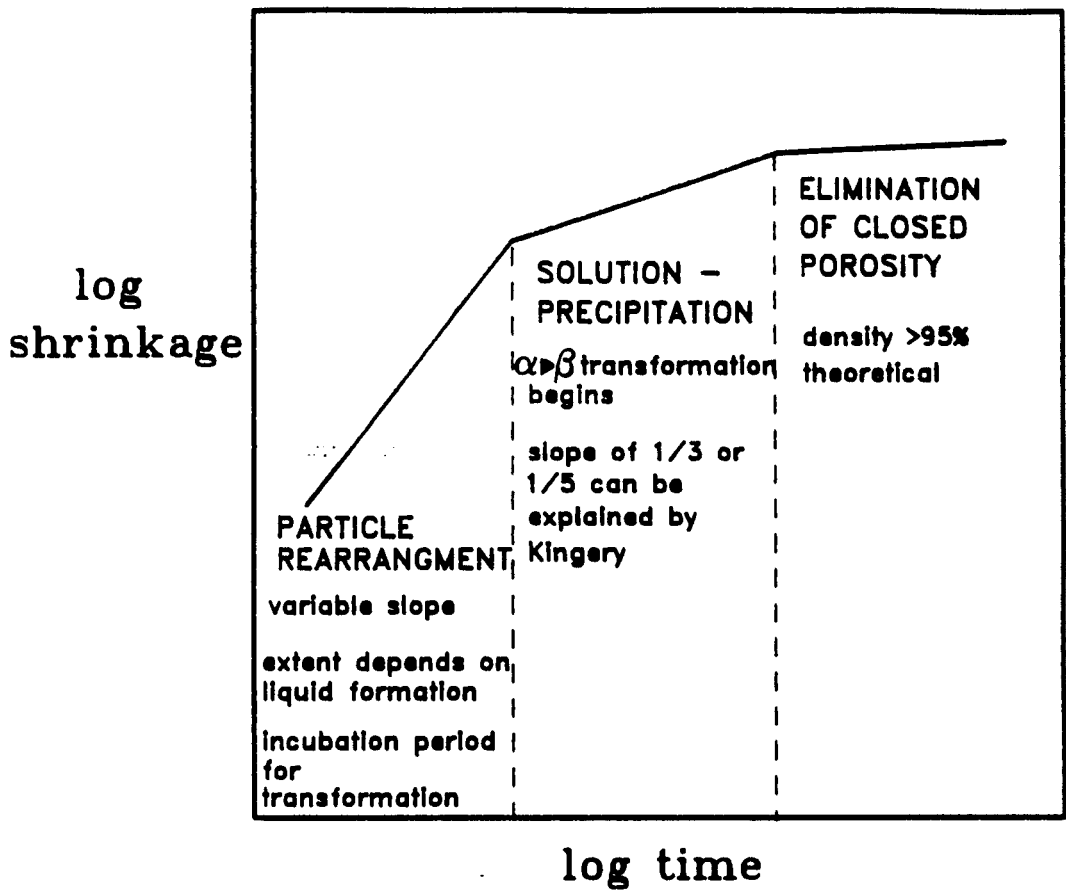 log
shrinkage
PARTICLE
REARRANGMENT
variable slope
extent depends on
liquid formation
incubation period
for
transformation
SOLUTION –
PRECIPITATION
α▸β transformation
begins
slope of 1/3 or
1/5 can be
explained by
Kingery
ELIMINATION
OF CLOSED
POROSITY
density >95%
theoretical
log time